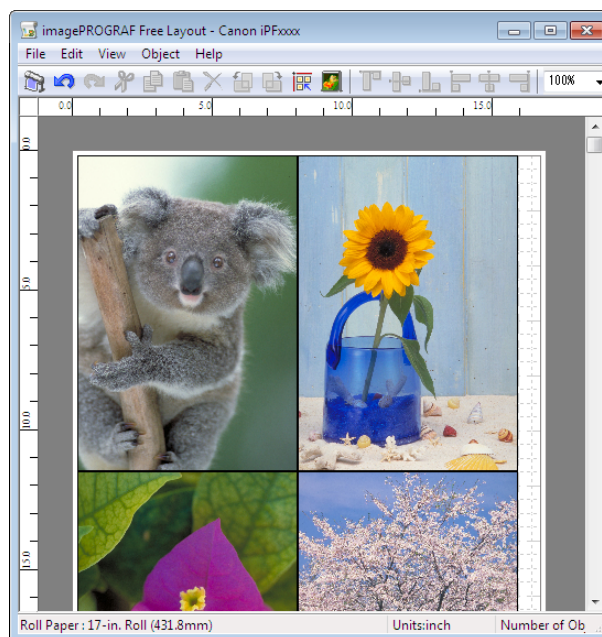 imagePROGRAF Free Layout - Canon iPFxxxx
File Edit View Object Help
100%
0.0 5.0 10.0 15.0
0.0
5.0
10.0
15.0
Roll Paper : 17-in. Roll (431.8mm) Units:inch Number of Obj